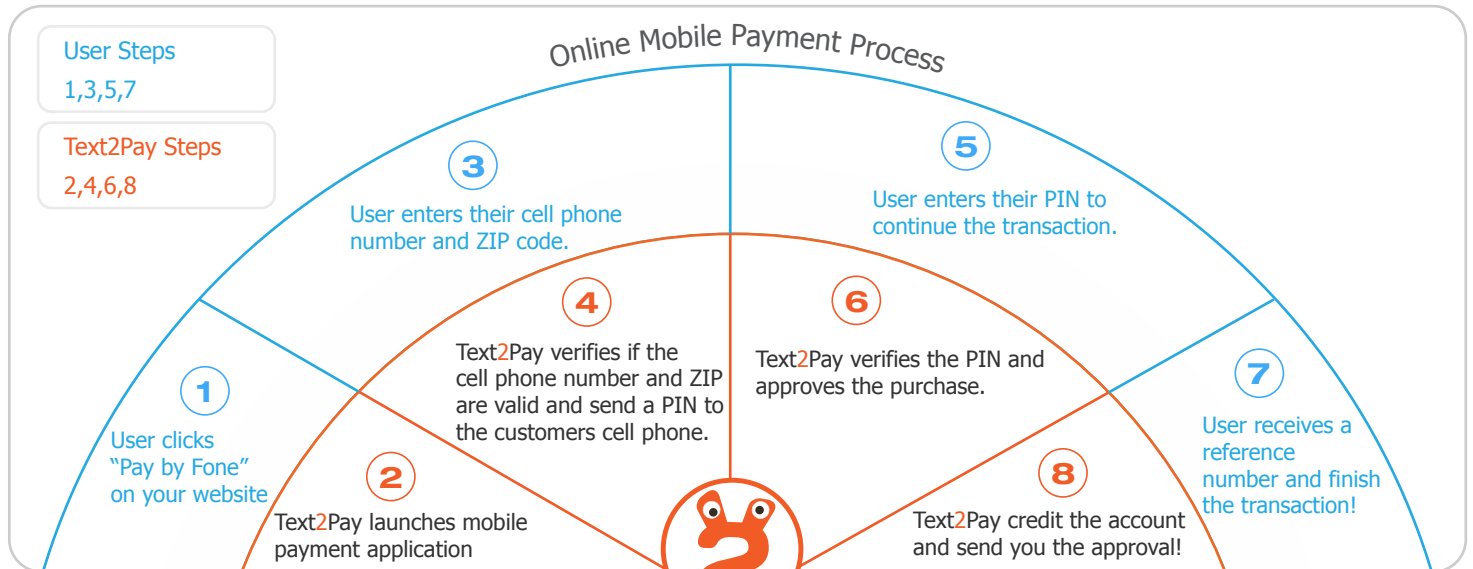 Online Mobile Payment Process
User Steps
1,3,5,7
Text2Pay Steps
2,4,6,8
1
User clicks
“Pay by Fone”
on your website
2
Text2Pay launches mobile
payment application
3
User enters their cell phone
number and ZIP code.
4
Text2Pay verifies if the
cell phone number and ZIP
are valid and send a PIN to
the customers cell phone.
5
User enters their PIN to
continue the transaction.
6
Text2Pay verifies the PIN and
approves the purchase.
7
User receives a
reference
number and finish
the transaction!
8
Text2Pay credit the account
and send you the approval!
2